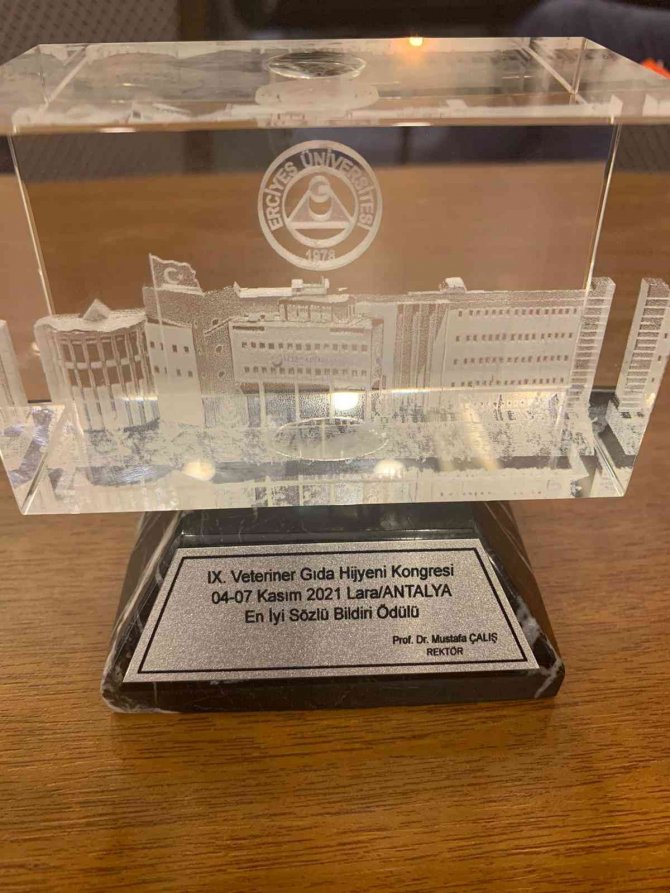 ERCİYES ÜNİVERSİTESİ
1978
IX. Veteriner Gıda Hijyeni Kongresi
04-07 Kasım 2021 Lara/ANTALYA
En İyi Sözlü Bildiri Ödülü
Prof. Dr. Mustafa ÇALIŞ
REKTÖR